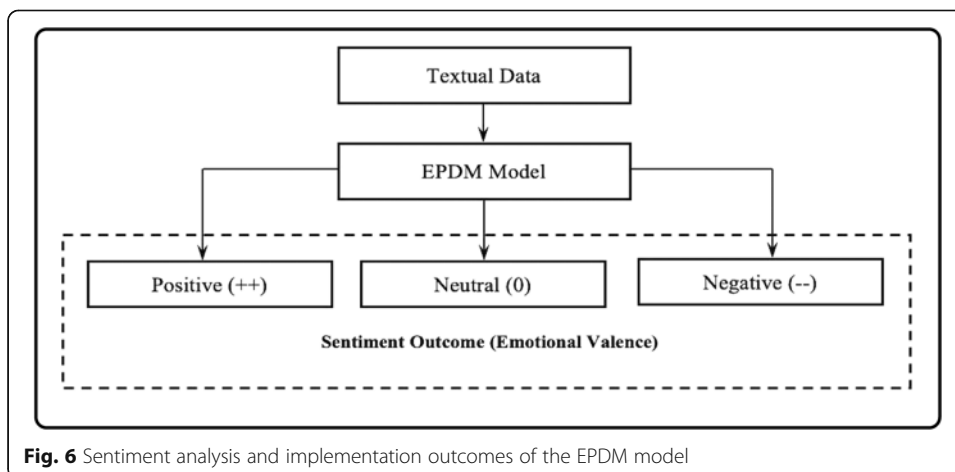 Textual Data
EPDM Model
Positive (++)
Neutral (0)
Negative (--)
Sentiment Outcome (Emotional Valence)
Fig. 6 Sentiment analysis and implementation outcomes of the EPDM model